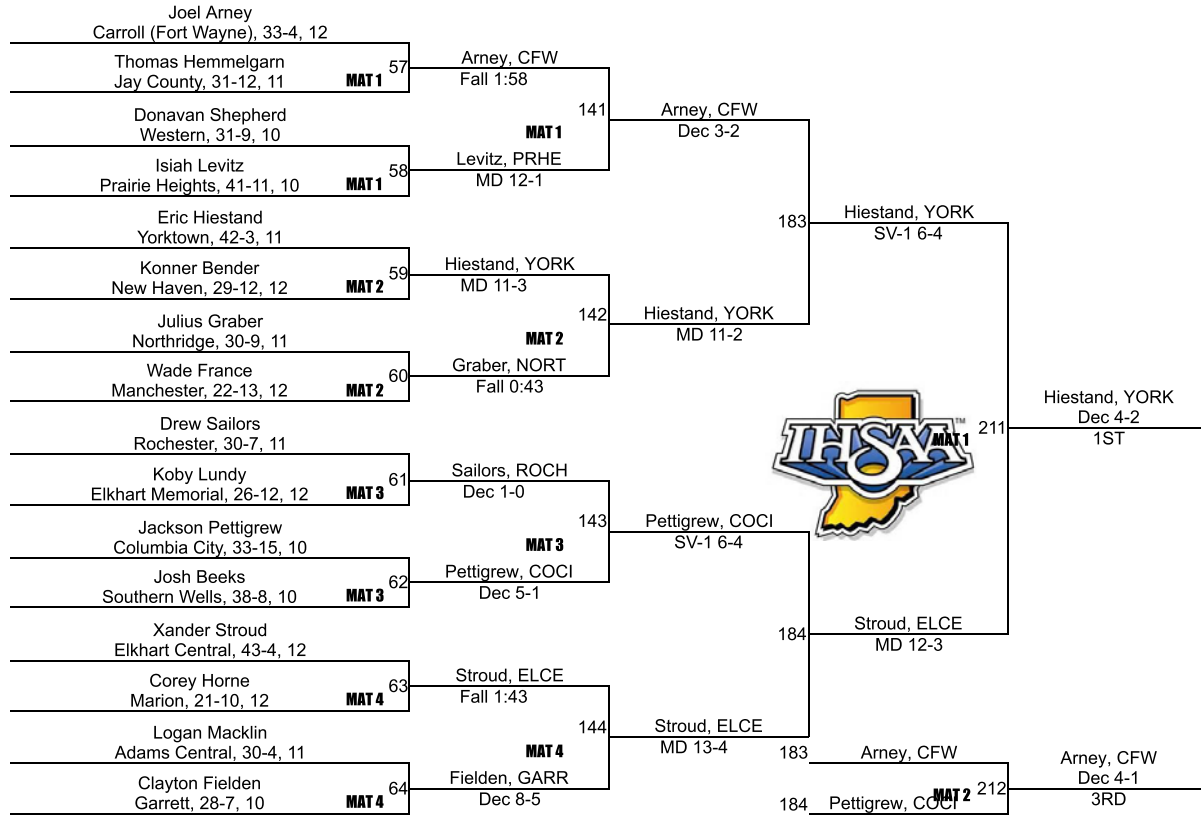 Joel Arney
Carroll (Fort Wayne), 33-4, 12
Thomas Hemmelgarn
Jay County, 31-12, 11
MAT 1
57
Arney, CFW
Fall 1:58
Donavan Shepherd
Western, 31-9, 10
Isiah Levitz
Prairie Heights, 41-11, 10
MAT 1
58
Levitz, PRHE
MD 12-1
141
MAT 1
Arney, CFW
Dec 3-2
Eric Hiestand
Yorktown, 42-3, 11
Konner Bender
New Haven, 29-12, 12
MAT 2
59
Hiestand, YORK
MD 11-3
Julius Graber
Northridge, 30-9, 11
Wade France
Manchester, 22-13, 12
MAT 2
60
Graber, NORT
Fall 0:43
142
MAT 2
Hiestand, YORK
MD 11-2
183
Hiestand, YORK
SV-1 6-4
Drew Sailors
Rochester, 30-7, 11
Koby Lundy
Elkhart Memorial, 26-12, 12
MAT 3
61
Sailors, ROCH
Dec 1-0
Jackson Pettigrew
Columbia City, 33-15, 10
Josh Beeks
Southern Wells, 38-8, 10
MAT 3
62
Pettigrew, COCI
Dec 5-1
143
MAT 3
Pettigrew, COCI
SV-1 6-4
Xander Stroud
Elkhart Central, 43-4, 12
Corey Horne
Marion, 21-10, 12
MAT 4
63
Stroud, ELCE
Fall 1:43
Logan Macklin
Adams Central, 30-4, 11
Clayton Fielden
Garrett, 28-7, 10
MAT 4
64
Fielden, GARR
Dec 8-5
144
MAT 4
Stroud, ELCE
MD 13-4
184
Stroud, ELCE
MD 12-3
IHSAA
TM
MAT 1
211
Hiestand, YORK
Dec 4-2
1ST
183
Arney, CFW
184
Pettigrew, COCI
MAT 2
212
Arney, CFW
Dec 4-1
3RD